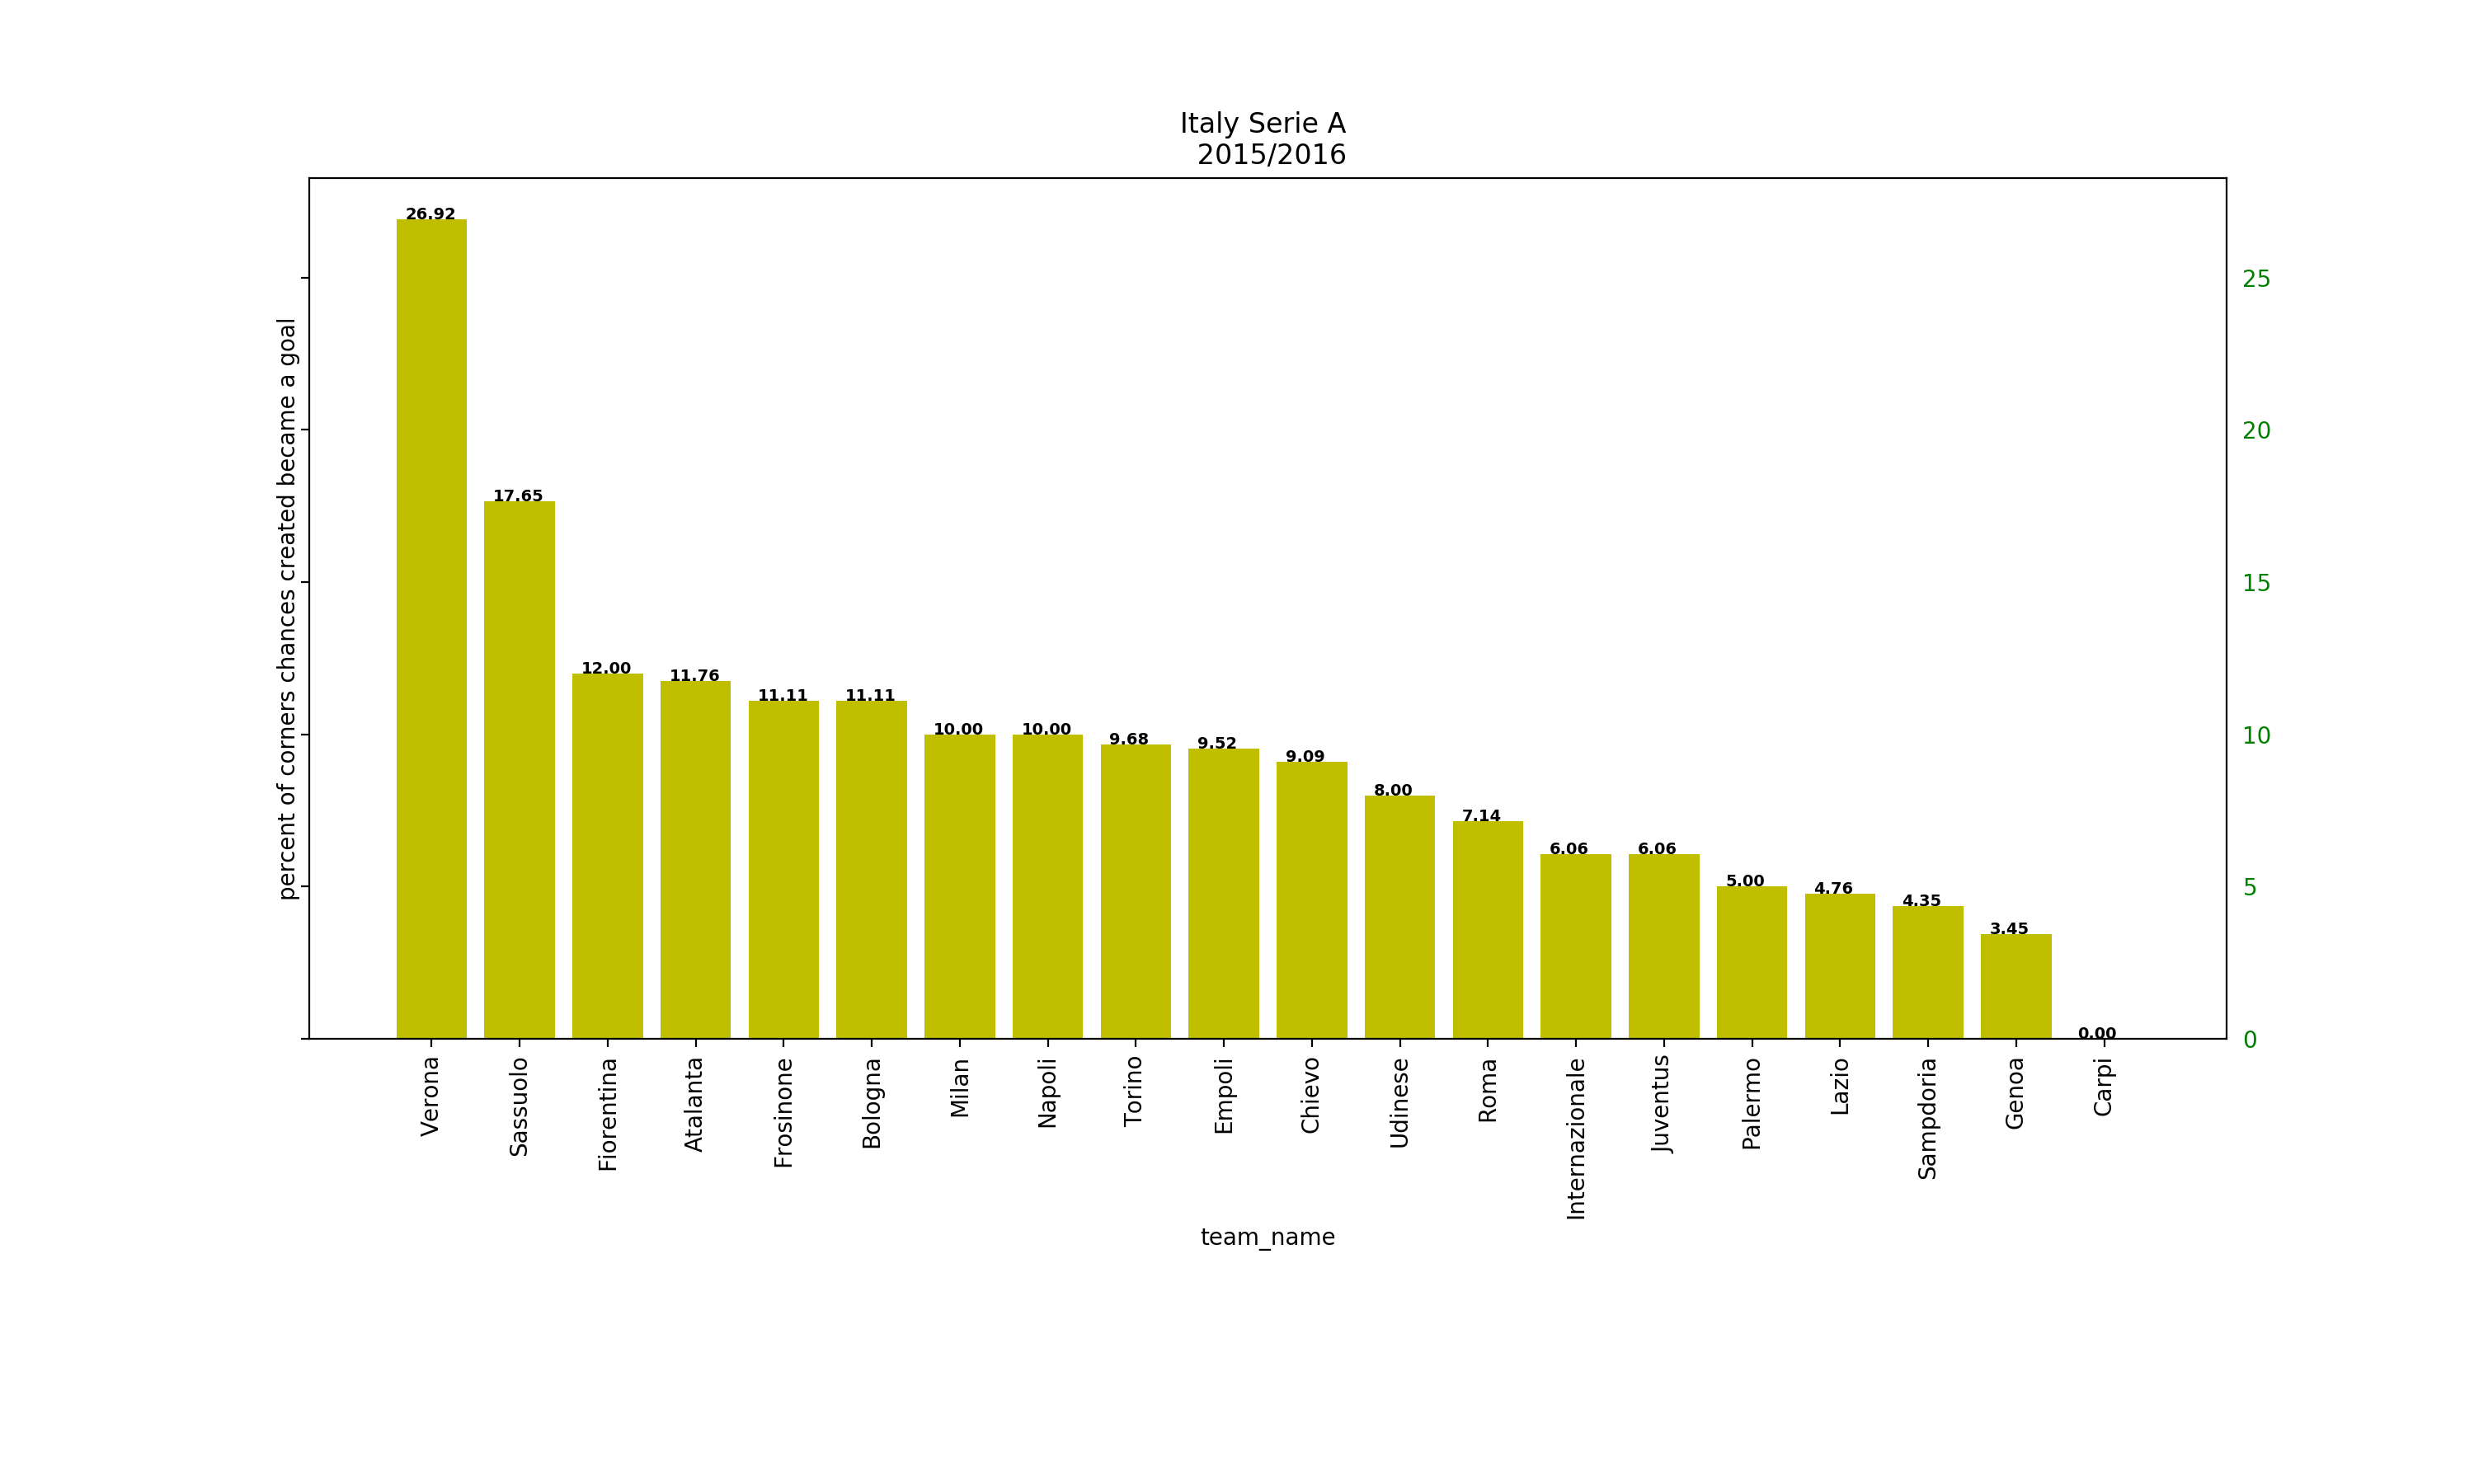 Italy Serie A
2015/2016
percent of corners chances created became a goal
26.92
17.65
12.00
11.76
11.11
11.11
10.00
10.00
9.68
9.52
9.09
8.00
7.14
6.06
6.06
5.00
4.76
4.35
3.45
0.00
25
20
15
10
5
0
Verona
Sassuolo
Fiorentina
Atalanta
Frosinone
Bologna
Milan
Napoli
Torino
Empoli
Chievo
Udinese
Roma
Internazionale
Juventus
Palermo
Lazio
Sampdoria
Genoa
Carpi
team_name